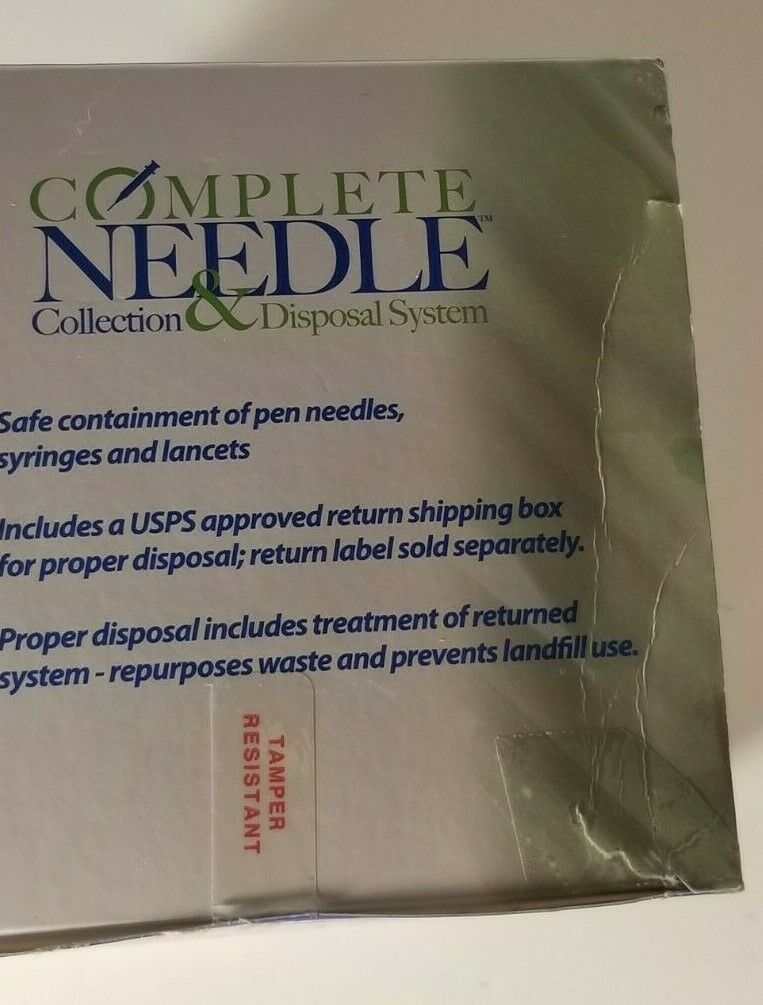 COMPLETE
NEEDLE™
Collection & Disposal System
Safe containment of pen needles,
syringes and lancets
Includes a USPS approved return shipping box
for proper disposal; return label sold separately.
Proper disposal includes treatment of returned
system - repurposes waste and prevents landfill use.
TAMPER
RESISTANT